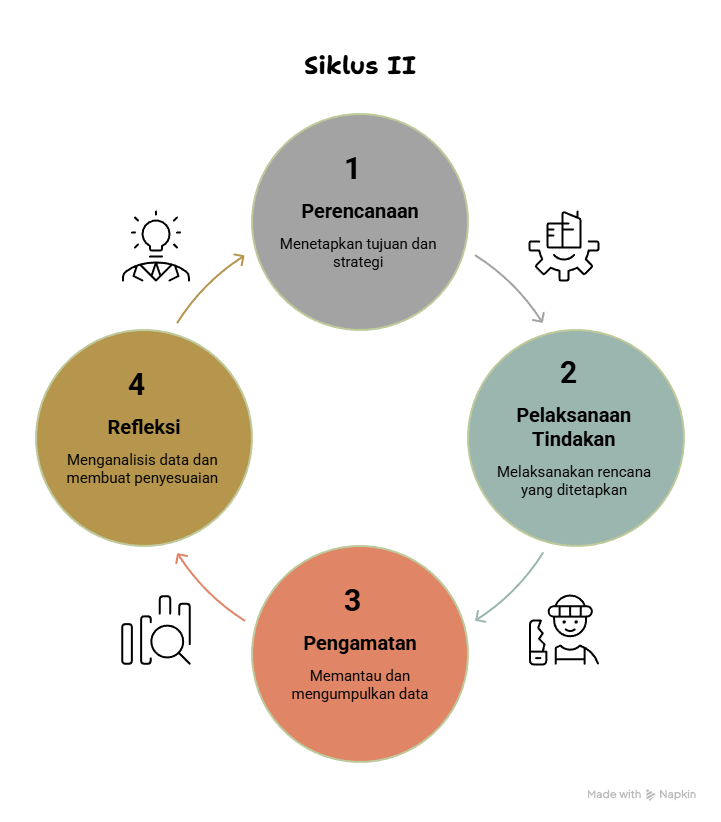 Siklus II
1
Perencanaan
Menetapkan tujuan dan
strategi
2
Pelaksanaan
Tindakan
Melaksanakan rencana
yang ditetapkan
3
Pengamatan
Memantau dan
mengumpulkan data
4
Refleksi
Menganalisis data dan
membuat penyesuaian
Made with Napkin